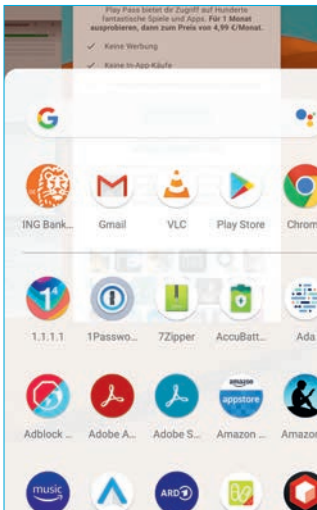 Play Pass bietet dir Zugriff auf Hunderte
fantastische Spiele und Apps. Für 1 Monat
ausprobieren, dann zum Preis von 4,99 €/Monat.
✓ Keine Werbung
✓ Keine In-App-Käufe
G
ING Bank... Gmail VLC Play Store Chrom
1.1.1.1 1Passwo... 7Zipper AccuBatt... Ada
amazon
appstore
Adblock ... Adobe A... Adobe S... Amazon ... Amazon
music ARD